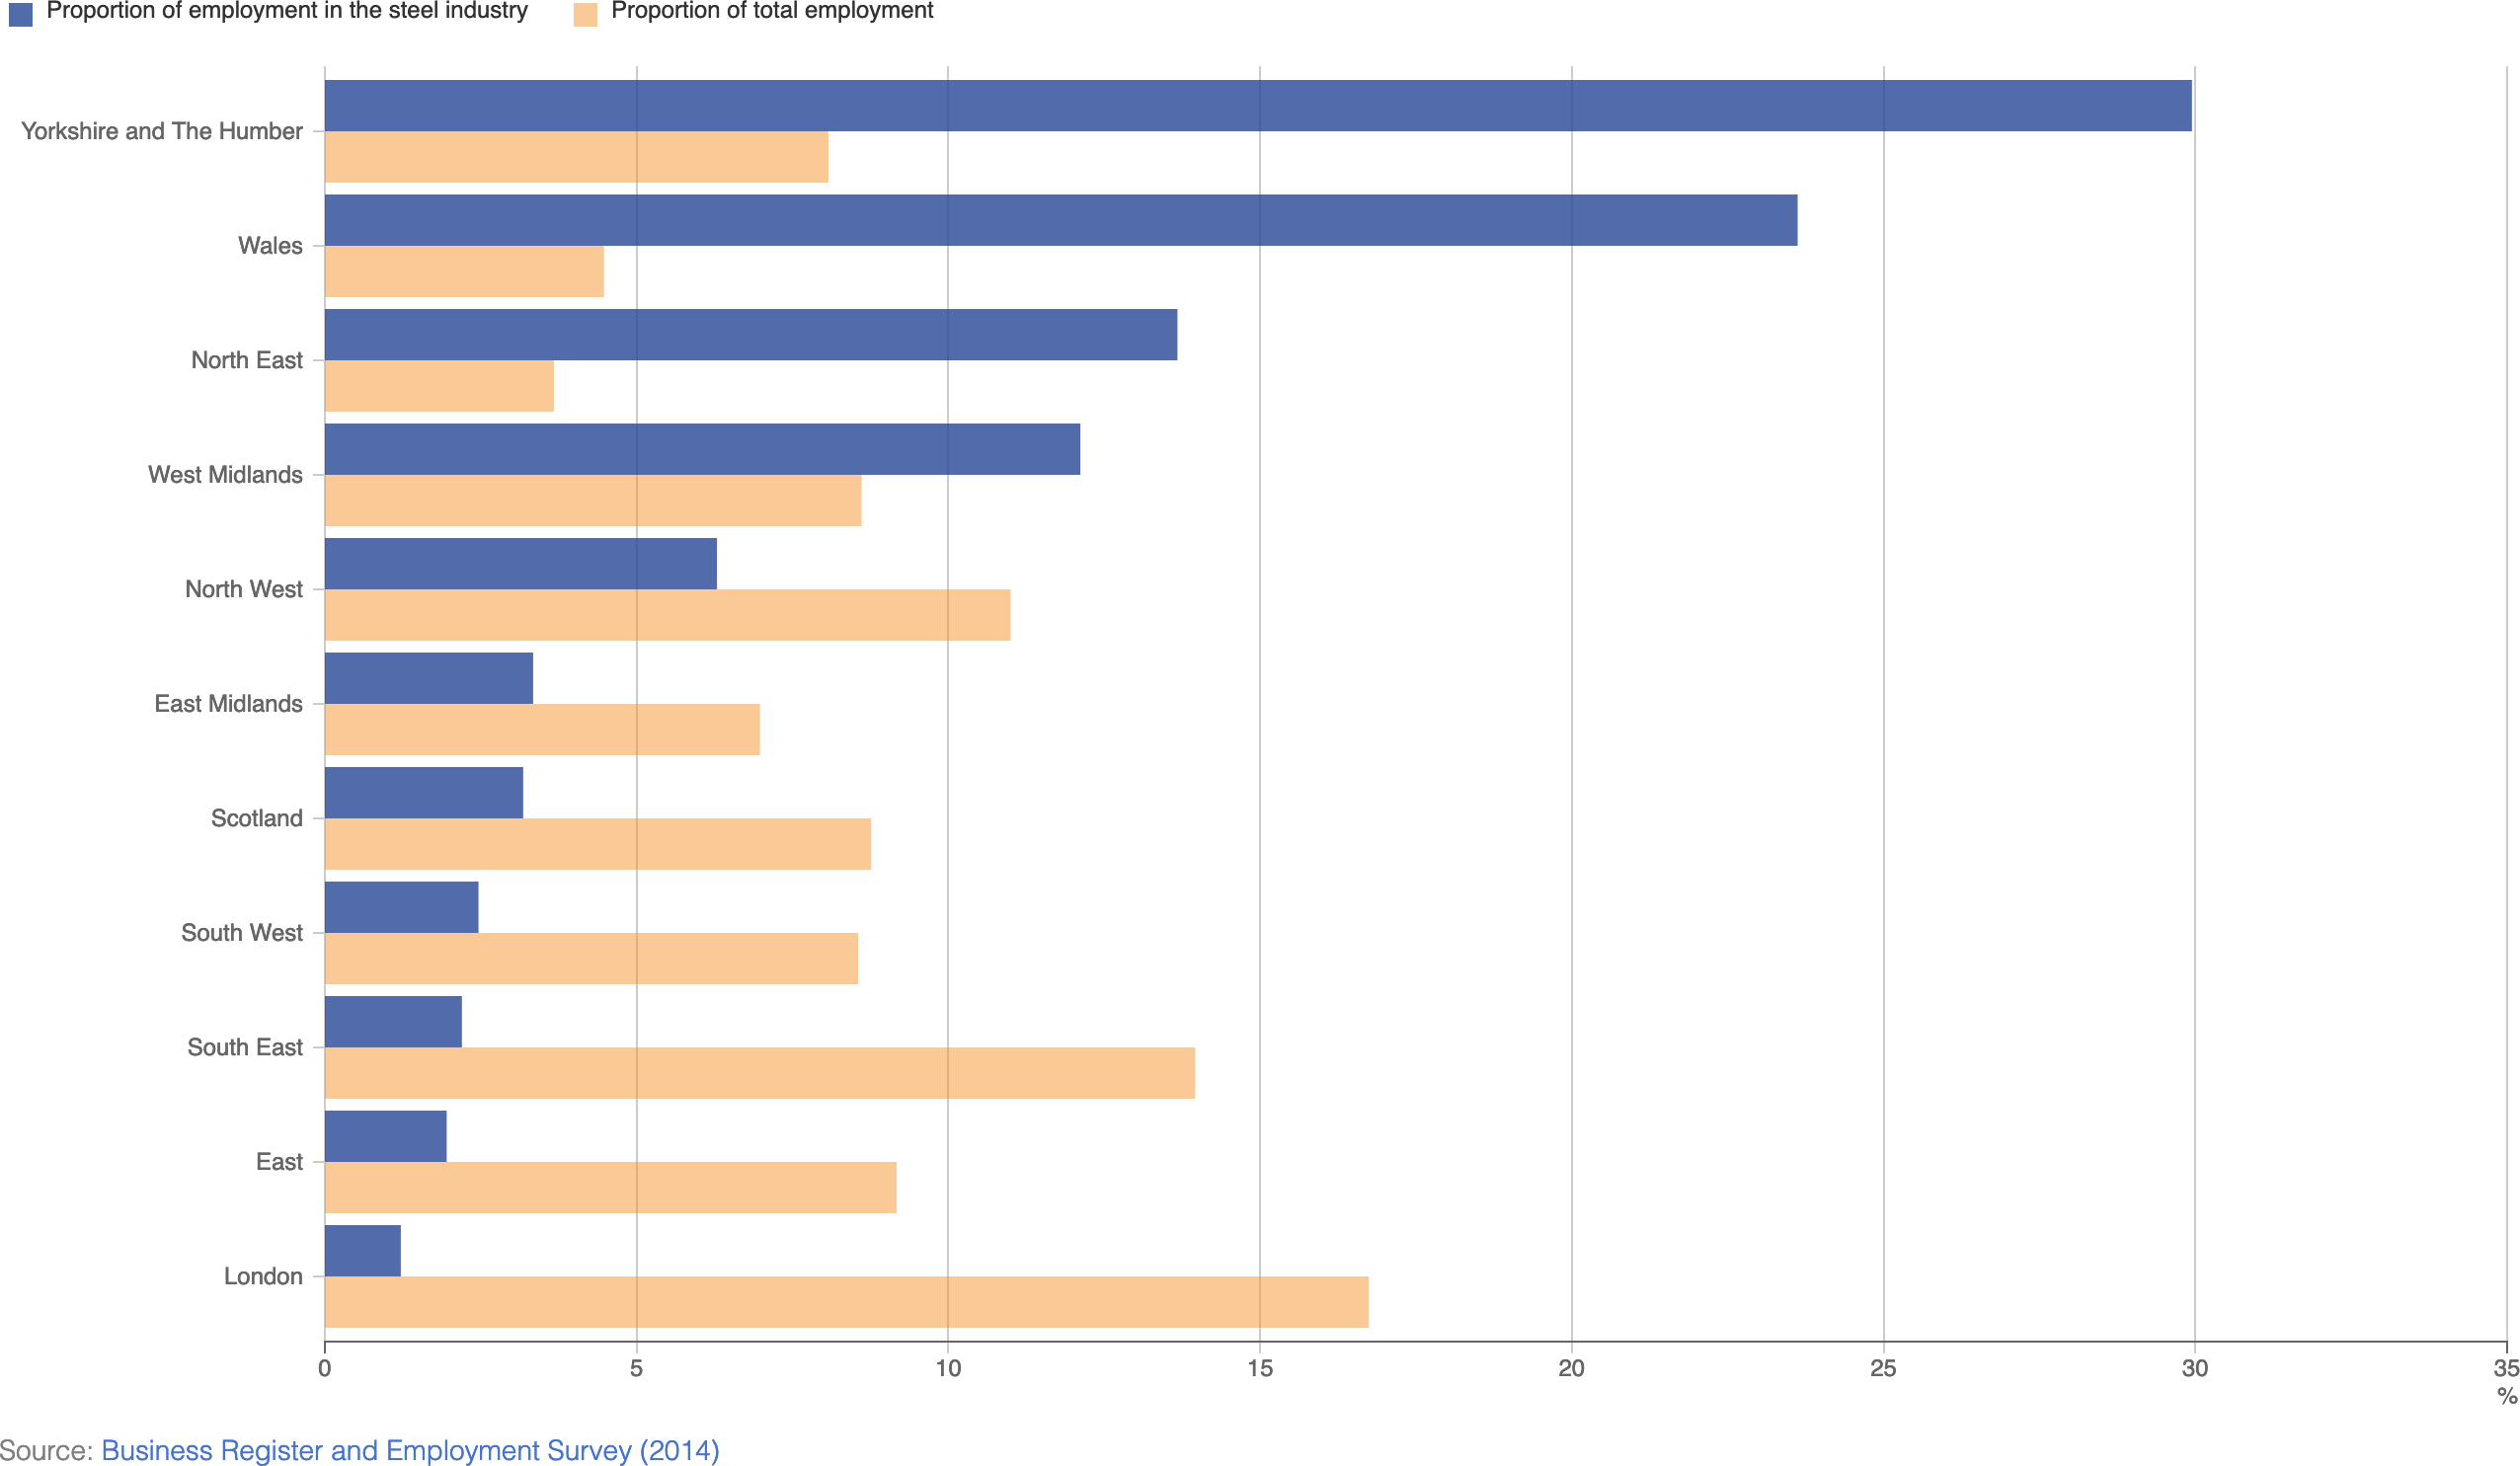 Proportion of employment in the steel industry Proportion of total employment
Yorkshire and The Humber
Wales
North East
West Midlands
North West
East Midlands
Scotland
South West
South East
East
London
0 5 10 15 20 25 30 35
%
Source: Business Register and Employment Survey (2014)